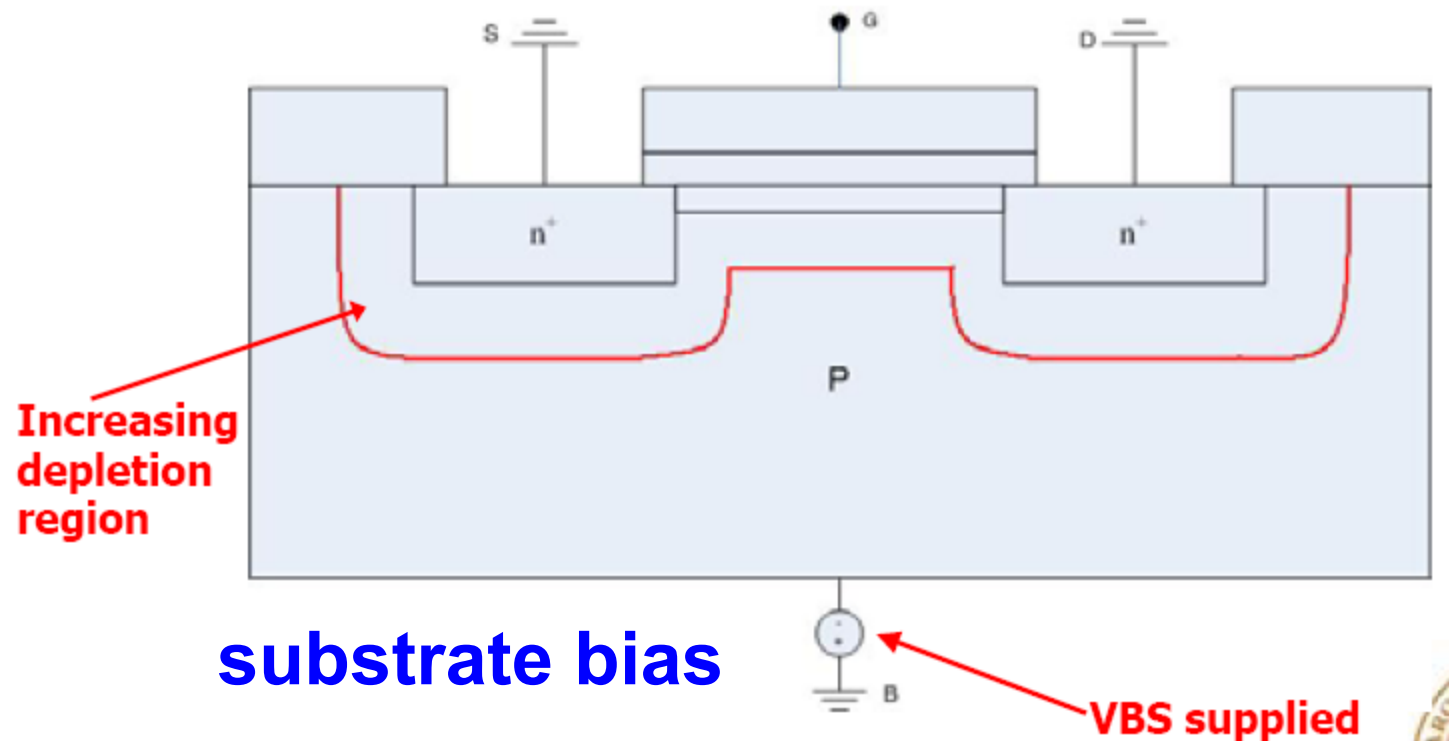 S
G
D
n+
n+
P
Increasing
depletion
region
substrate bias
B
VBS supplied